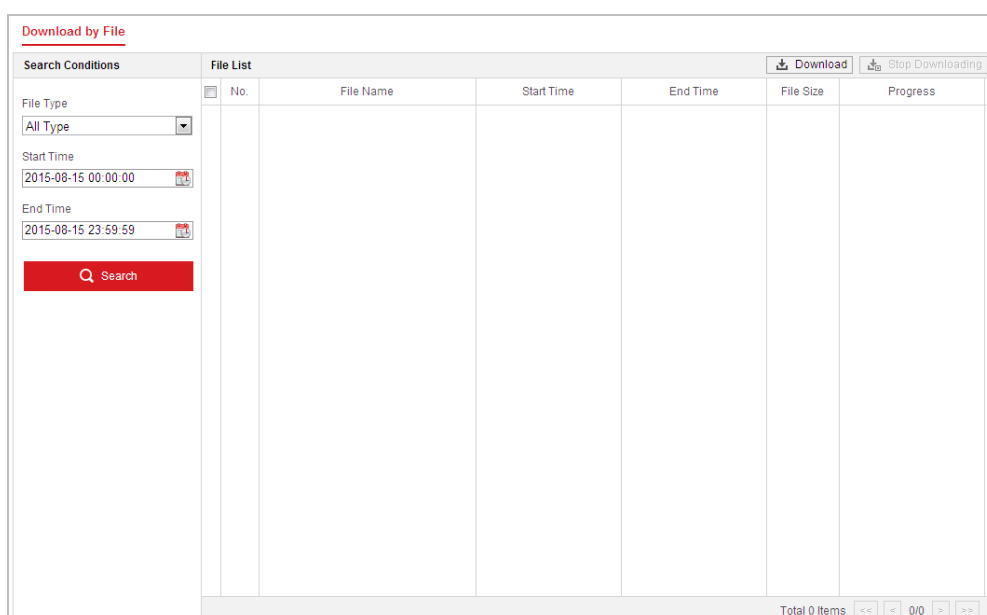 Download by File
Search Conditions
File Type
All Type
Start Time
2015-08-15 00:00:00
End Time
2015-08-15 23:59:59
Search
File List
Download
Stop Downloading
No. File Name Start Time End Time File Size Progress
Total 0 Items << < 0/0 > >>